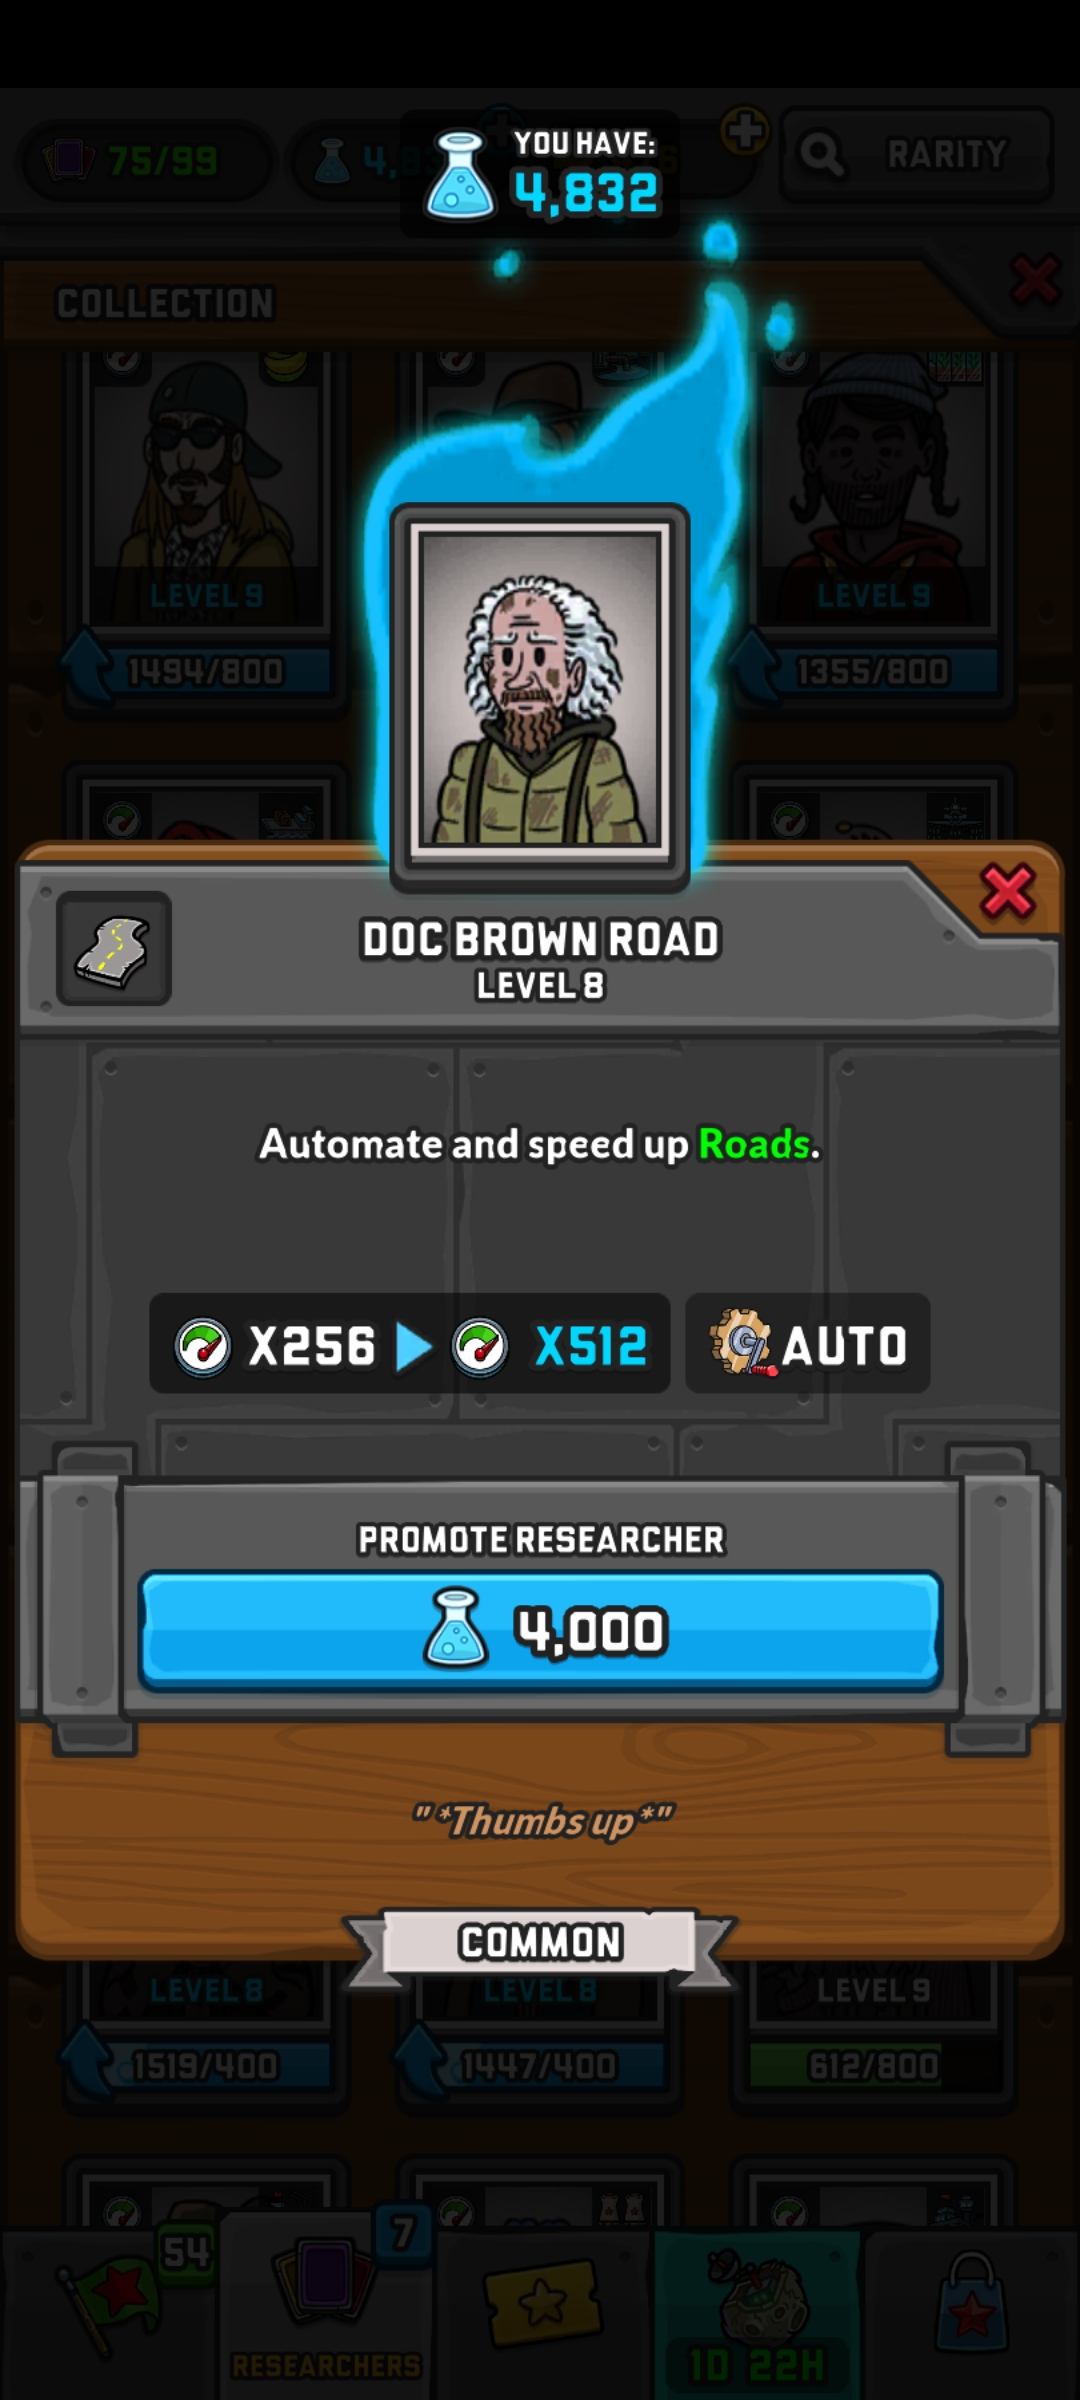 75/99
YOU HAVE:
4,832
RARITY
COLLECTION
LEVEL 9
LEVEL 9
1494/800
1355/800
DOC BROWN ROAD
LEVEL 8
Automate and speed up Roads.
X256
X512
AUTO
PROMOTE RESEARCHER
4,000
"*Thumbs up*"
COMMON
LEVEL 8
LEVEL 8
LEVEL 9
1519/400
1447/400
612/800
54
7
RESEARCHERS
1D 22H